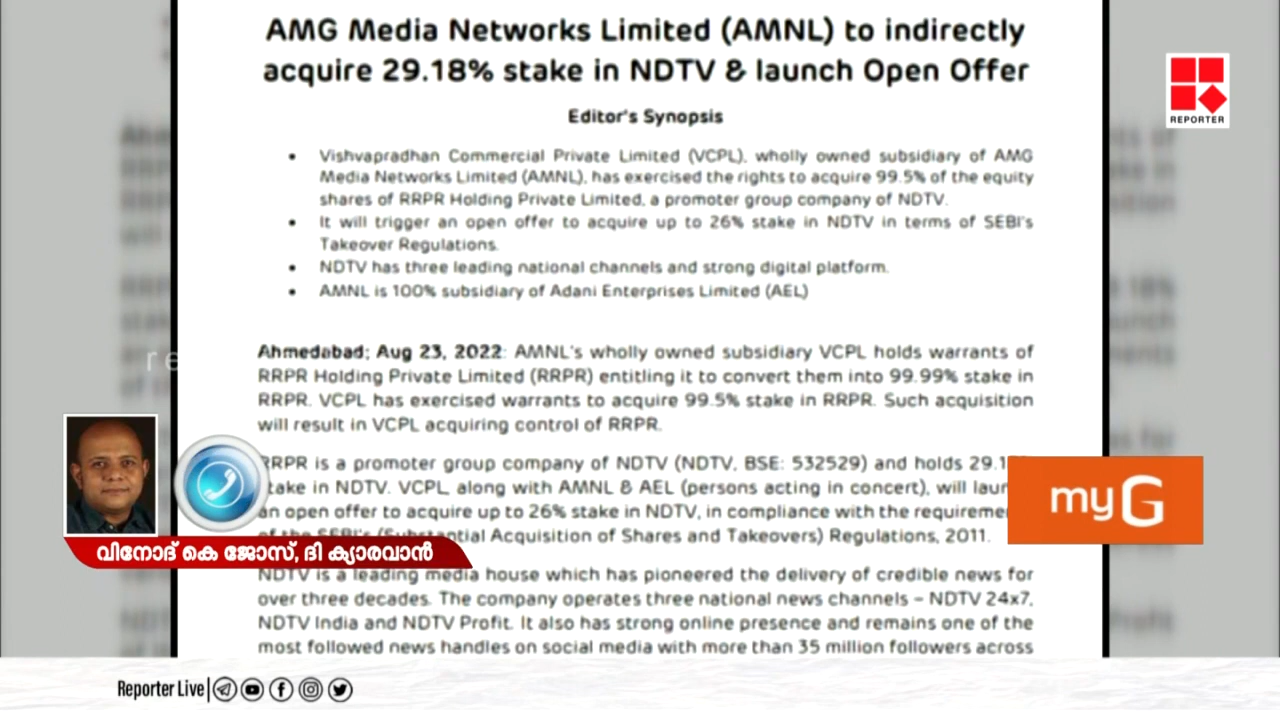 AMG Media Networks Limited (AMNL) to indirectly
acquire 29.18% stake in NDTV & launch Open Offer
Editor's Synopsis
• Vishvapradhan Commercial Private Limited (VCPL), wholly owned subsidiary of AMG
Media Networks Limited (AMNL), has exercised the rights to acquire 99.5% of the equity
shares of RRPR Holding Private Limited, a promoter group company of NDTV.
• It will trigger an open offer to acquire up to 26% stake in NDTV in terms of SEBI's
Takeover Regulations.
• NDTV has three leading national channels and strong digital platform.
• AMNL is 100% subsidiary of Adani Enterprises Limited (AEL)
Ahmedabad; Aug 23, 2022: AMNL's wholly owned subsidiary VCPL holds warrants of
RRPR Holding Private Limited (RRPR) entitling it to convert them into 99.99% stake in
RRPR. VCPL has exercised warrants to acquire 99.5% stake in RRPR. Such acquisition
will result in VCPL acquiring control of RRPR.
RRPR is a promoter group company of NDTV (NDTV, BSE: 532529) and holds
stake in NDTV. VCPL, along with AMNL & AEL (persons acting in concert), will
an open offer to acquire up to 26% stake in NDTV, in compliance with the
of the SEBI's (Substantial Acquisition of Shares and Takeovers) Regulations, 2011.
NDTV is a leading media house which has pioneered the delivery of credible news for
over three decades. The company operates three national news channels – NDTV 24x7,
NDTV India and NDTV Profit. It also has strong online presence and remains one of the
most followed news handles on social media with more than 35 million followers across
REPORTER
myG
വിനോദ് കെ ജോസ്, ദി ക്യാരവാൻ
Reporter Live